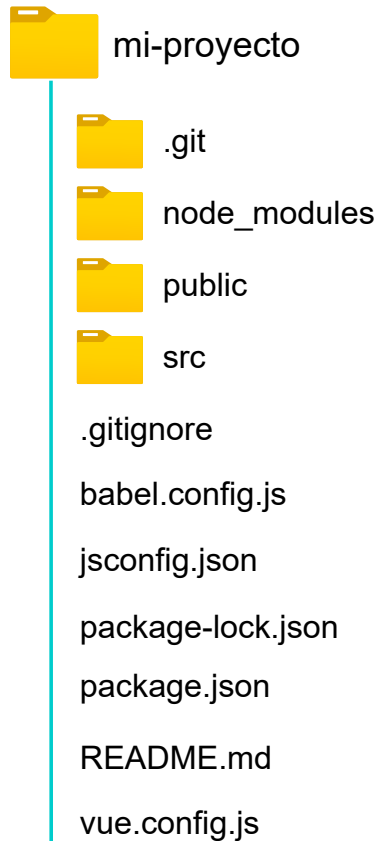 mi-proyecto
.git
node_modules
public
src
.gitignore
babel.config.js
jsconfig.json
package-lock.json
package.json
README.md
vue.config.js